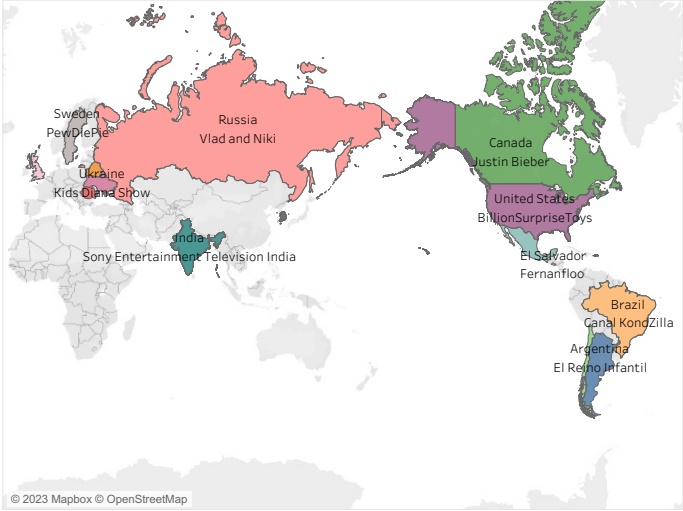 Sweden
PewDiePie
Russia
Vlad and Niki
Ukraine
Kids Diana Show
India
Sony Entertainment Television India
Canada
Justin Bieber
United States
BillionSurpriseToys
El Salvador
Fernanfloo
Brazil
Canal KondZilla
Argentina
El Reino Infantil
© 2023 Mapbox © OpenStreetMap